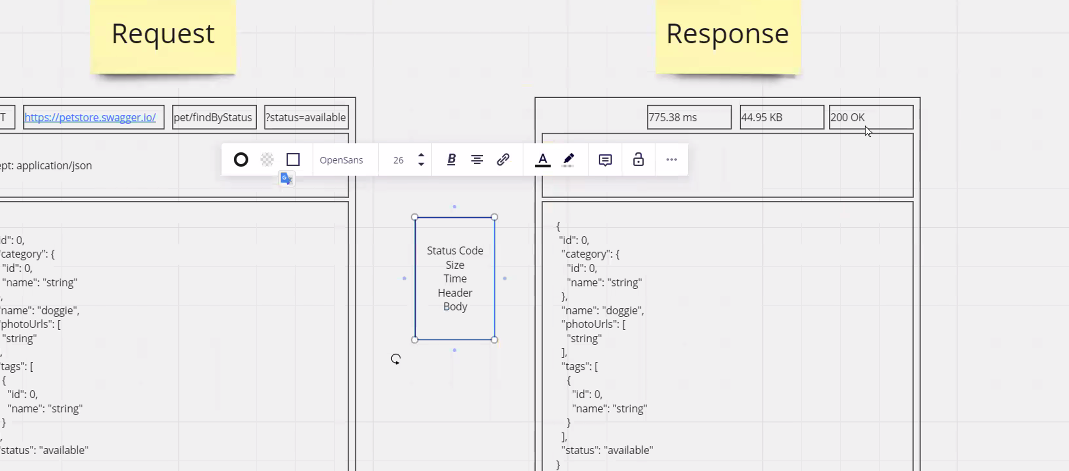 Request
Response
T
https://petstore.swagger.io/
pet/findByStatus
?status=available
775.38 ms
44.95 KB
200 OK
ept: application/json
OpenSans
26
B
A
Status Code
Size
Time
Header
Body
id": 0,
category": {
"id": 0,
"name": "string"
,
name": "doggie",
photoUrls": [
"string"
,
tags": [
{
"id": 0,
"name": "string"
}
,
status": "available"
{
"id": 0,
"category": {
"id": 0,
"name": "string"
},
"name": "doggie",
"photoUrls": [
"string"
],
"tags": [
{
"id": 0,
"name": "string"
}
],
"status": "available"
}